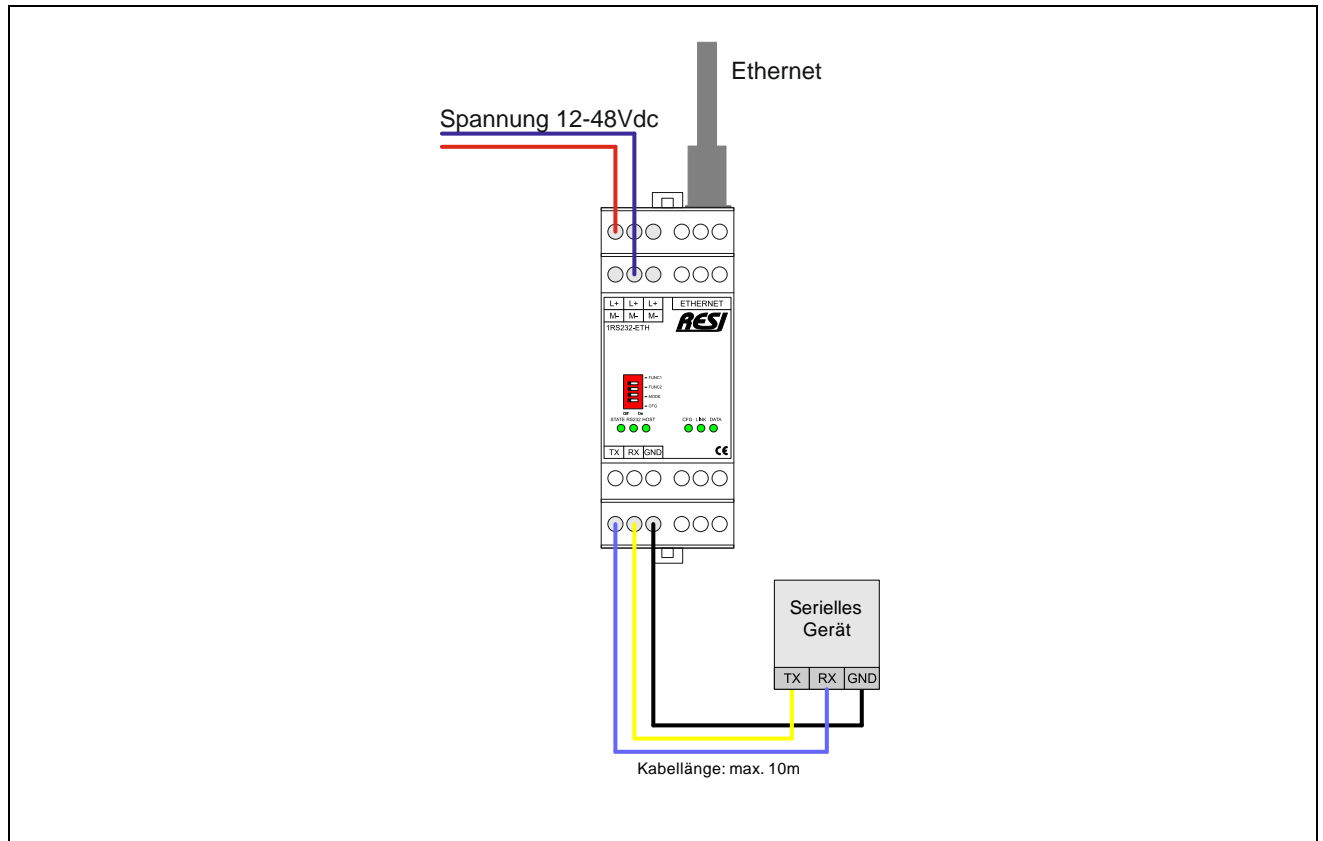 Ethernet
Spannung 12-48Vdc
L+ L+ L+ ETHERNET
M- M- M-
1RS232-ETH RESI
FUNC1
FUNC2
MODE
CFG
Off On
STATE RS232 HOST CFG LINK DATA
TX RX GND CE
Serielles
Gerät
TX RX GND
Kabellänge: max. 10m